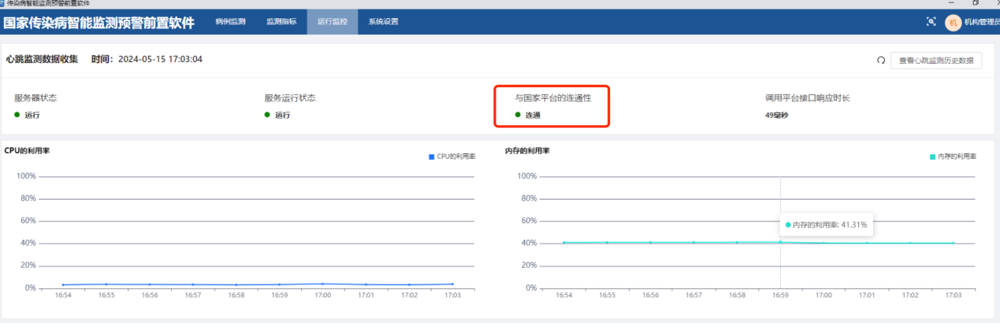 传染病智能监测预警前置软件
国家传染病智能监测预警前置软件 病例监测 监测指标 运行监控 系统设置 机 机构管理员
心跳监测数据收集 时间：2024-05-15 17:03:04 查看心跳监测历史数据
服务器状态 服务运行状态 与国家平台的连通性 调用平台接口响应时长
运行 运行 连通 49毫秒
CPU的利用率 内存的利用率
CPU的利用率 内存的利用率
100% 100%
80% 80%
60% 60%
内存的利用率: 41.31%
40% 40%
20% 20%
0% 0%
16:54 16:55 16:56 16:57 16:58 16:59 17:00 17:01 17:02 17:03 16:54 16:55 16:56 16:57 16:58 16:59 17:00 17:01 17:02 17:03